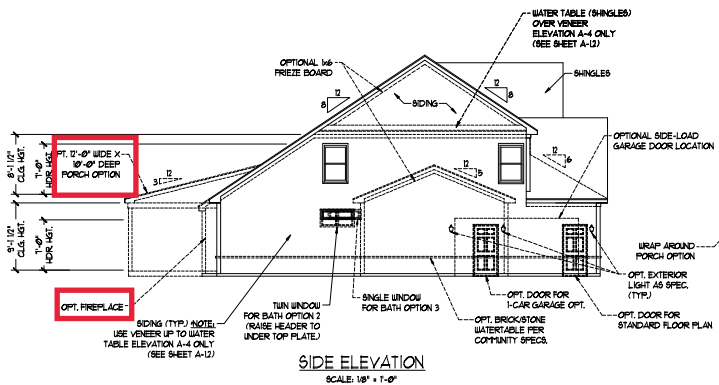 WATER TABLE (SHINGLES)
OVER VENEER
ELEVATION A-4 ONLY
(SEE SHEET A-1.2)
OPTIONAL 1x6
FRIEZE BOARD
SHINGLES
12
8
12
8
SIDING
OPTIONAL SIDE-LOAD
GARAGE DOOR LOCATION
8'-1 1/2"
CLG. HGT.
7'-0"
HDR. HGT.
PT. 12'-0" WIDE X
10'-0" DEEP
PORCH OPTION
12
3
12
5
12
6
9'-1 1/2"
CLG. HGT.
7'-0"
HDR. HGT.
WRAP AROUND
PORCH OPTION
OPT. FIREPLACE
OPT. EXTERIOR
LIGHT AS SPEC.
(TYP.)
SIDING (TYP.) NOTE:
USE VENEER UP TO WATER
TABLE ELEVATION A-4 ONLY
(SEE SHEET A-1.2)
TWIN WINDOW
FOR BATH OPTION 2
(RAISE HEADER TO
UNDER TOP PLATE.)
SINGLE WINDOW
FOR BATH OPTION 3
OPT. DOOR FOR
1-CAR GARAGE OPT.
OPT. BRICK/STONE
WATERTABLE PER
COMMUNITY SPECS.
OPT. DOOR FOR
STANDARD FLOOR PLAN
SIDE ELEVATION
SCALE: 1/8" = 1'-0"